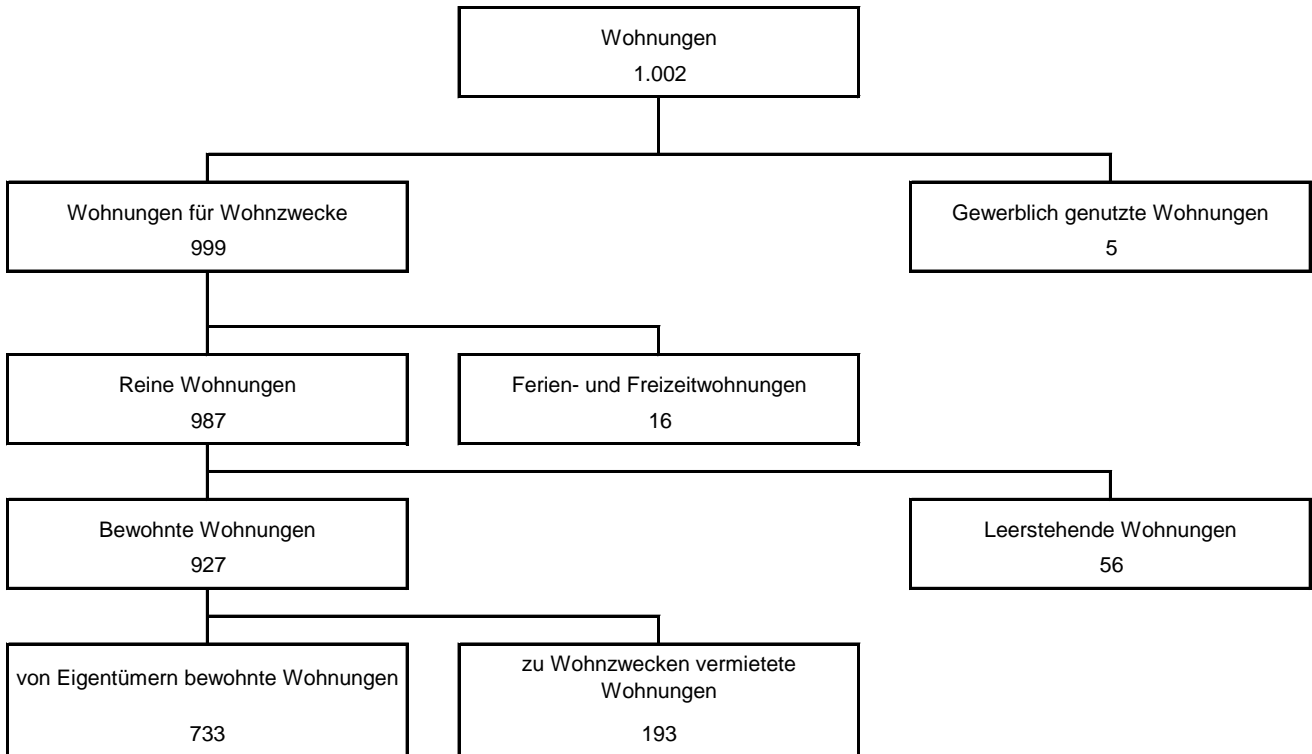 Wohnungen
1.002
Wohnungen für Wohnzwecke
999
Gewerblich genutzte Wohnungen
5
Reine Wohnungen
987
Ferien- und Freizeitwohnungen
16
Bewohnte Wohnungen
927
Leerstehende Wohnungen
56
von Eigentümern bewohnte Wohnungen
733
zu Wohnzwecken vermietete
Wohnungen
193